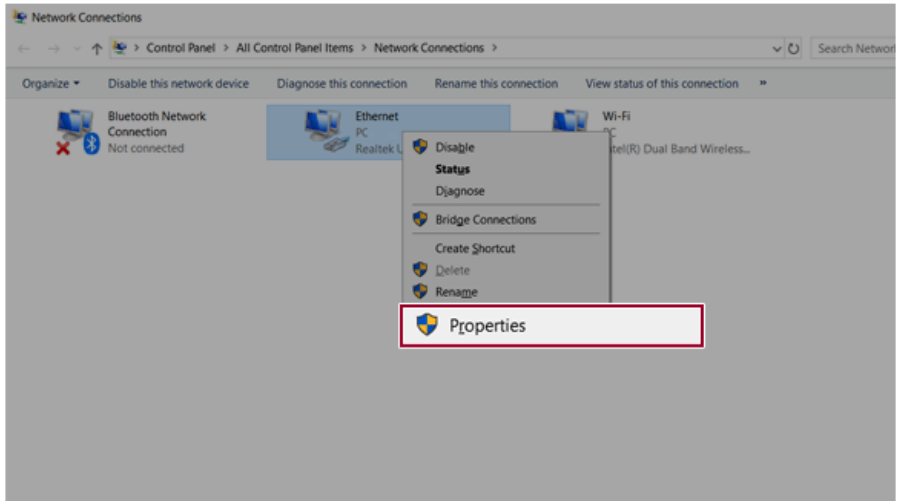 Network Connections
Control Panel > All Control Panel Items > Network Connections >
Search Networ
Organize Disable this network device Diagnose this connection Rename this connection View status of this connection »
Bluetooth Network
Connection
Not connected
Ethernet
PC
Realtek U
Wi-Fi
PC
ntel(R) Dual Band Wireless...
Disable
Status
Diagnose
Bridge Connections
Create Shortcut
Delete
Rename
Properties